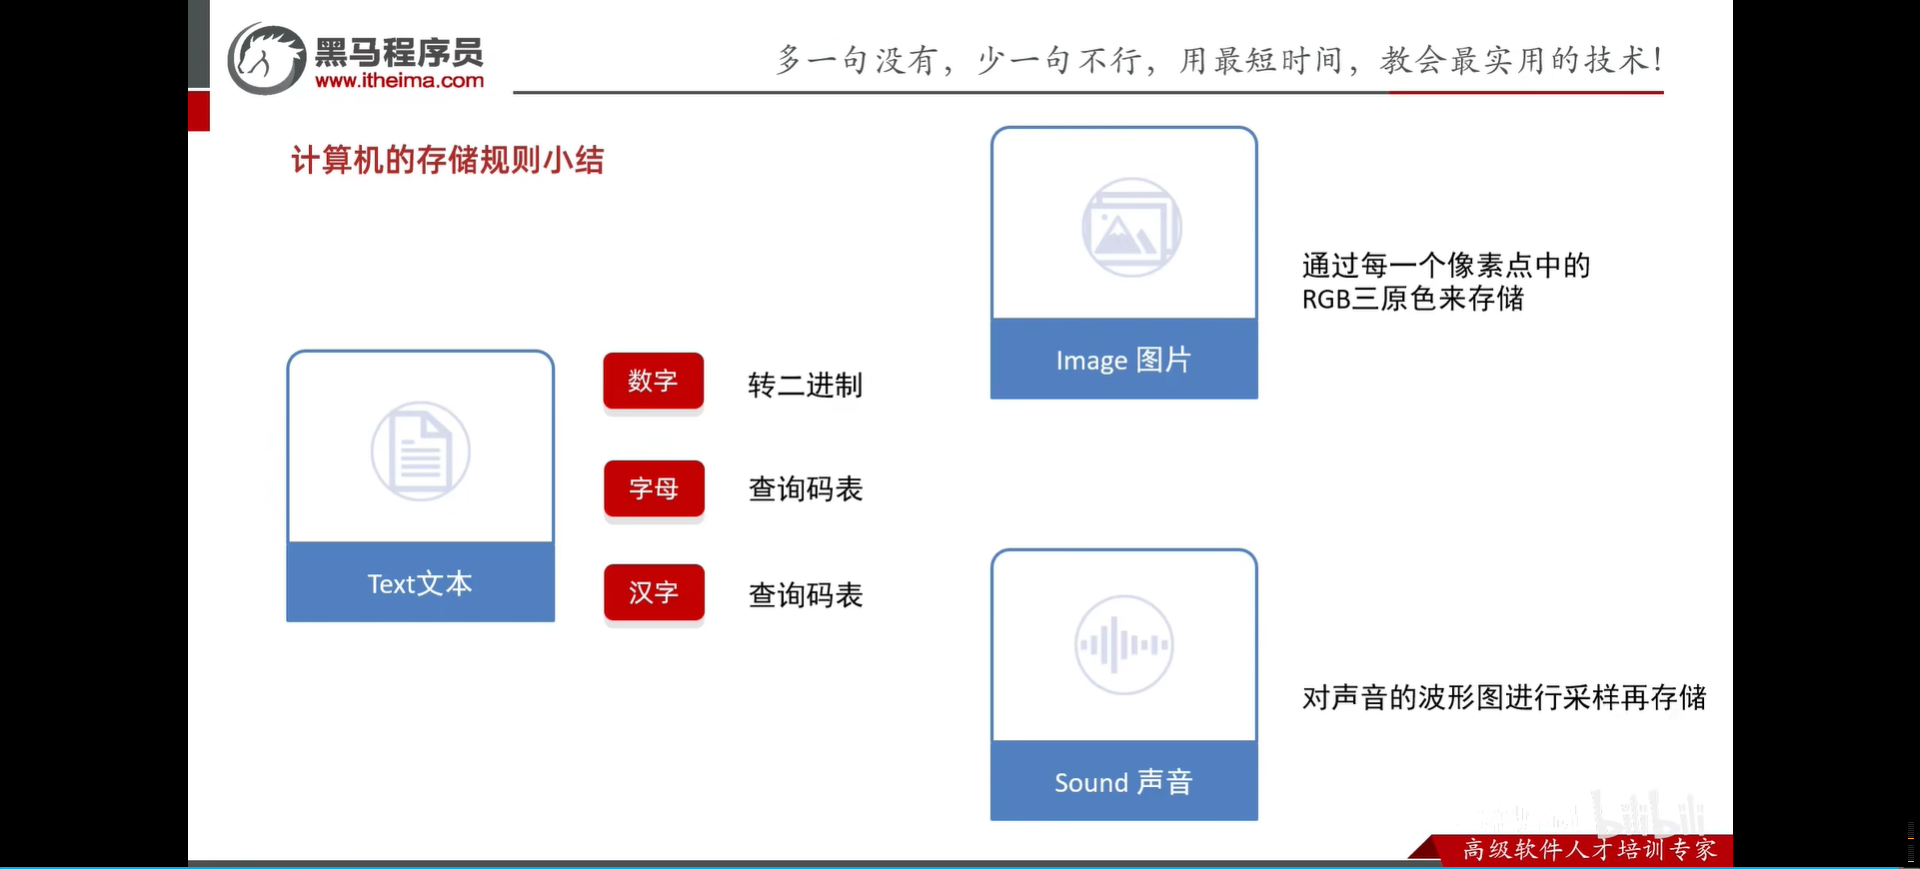 黑马程序员
www.itheima.com
多一句没有，少一句不行，用最短时间，教会最实用的技术！
计算机的存储规则小结
Text文本
数字
转二进制
字母
查询码表
汉字
查询码表
Image 图片
通过每一个像素点中的
RGB三原色来存储
Sound 声音
对声音的波形图进行采样再存储
bilibili
高级软件人才培训专家